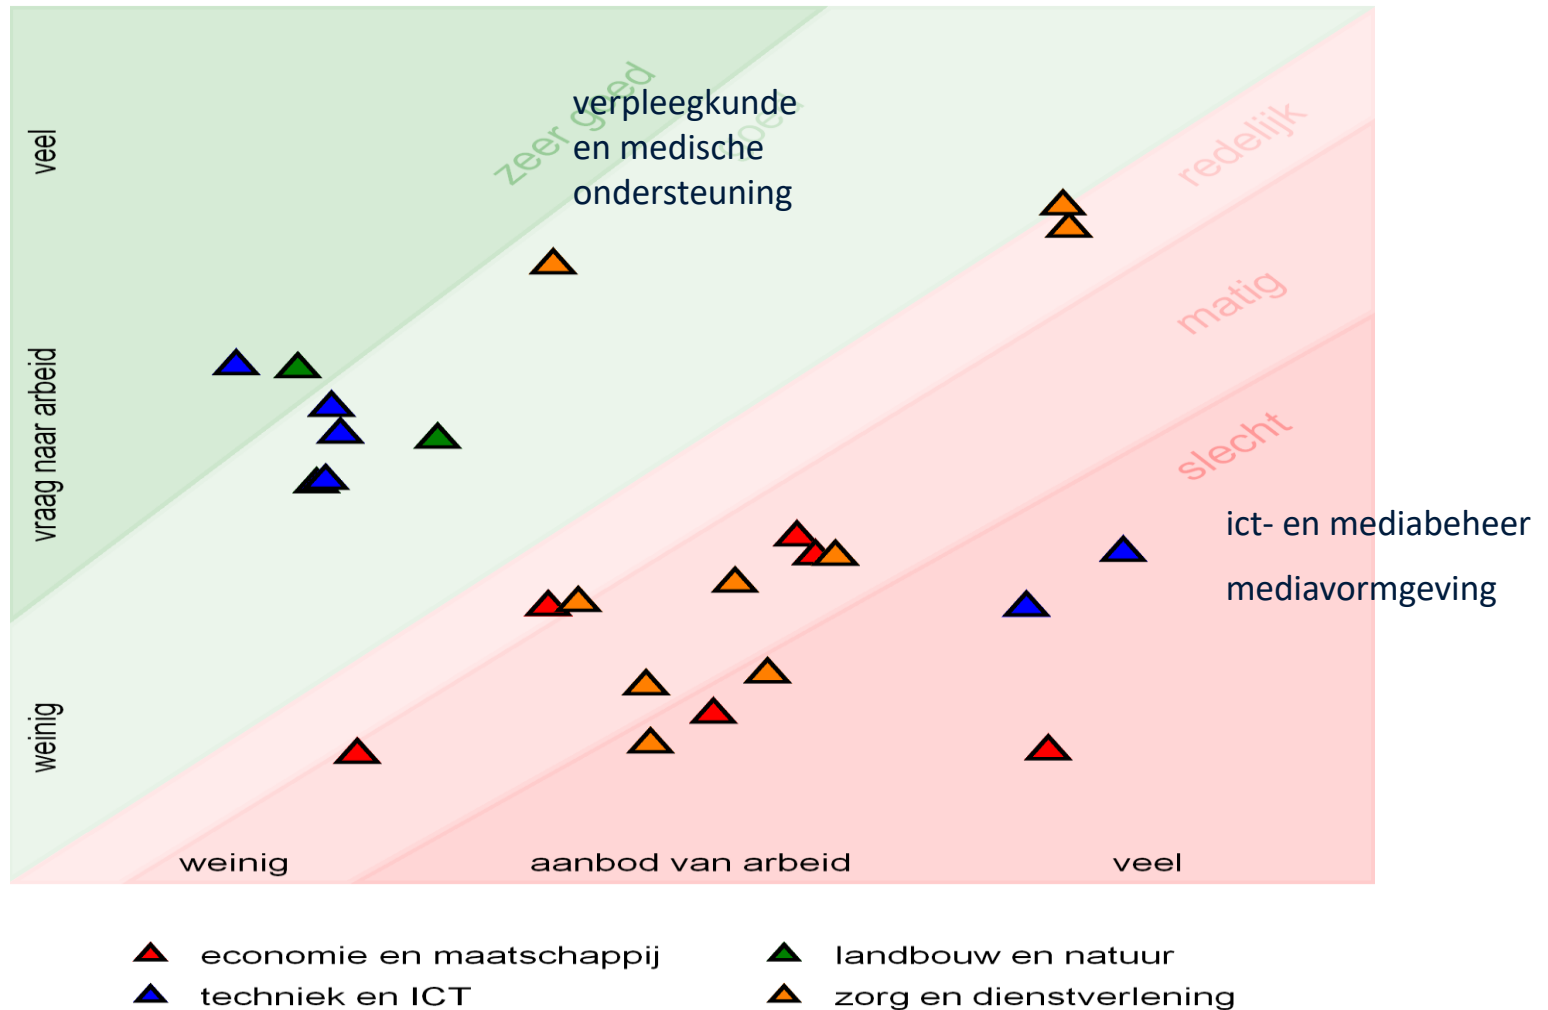 zeer goed
goed
verpleegkunde
en medische
ondersteuning
redelijk
matig
slecht
veel
vraag naar arbeid
weinig
ict- en mediabeheer
mediavormgeving
weinig
aanbod van arbeid
veel
economie en maatschappij
landbouw en natuur
techniek en ICT
zorg en dienstverlening